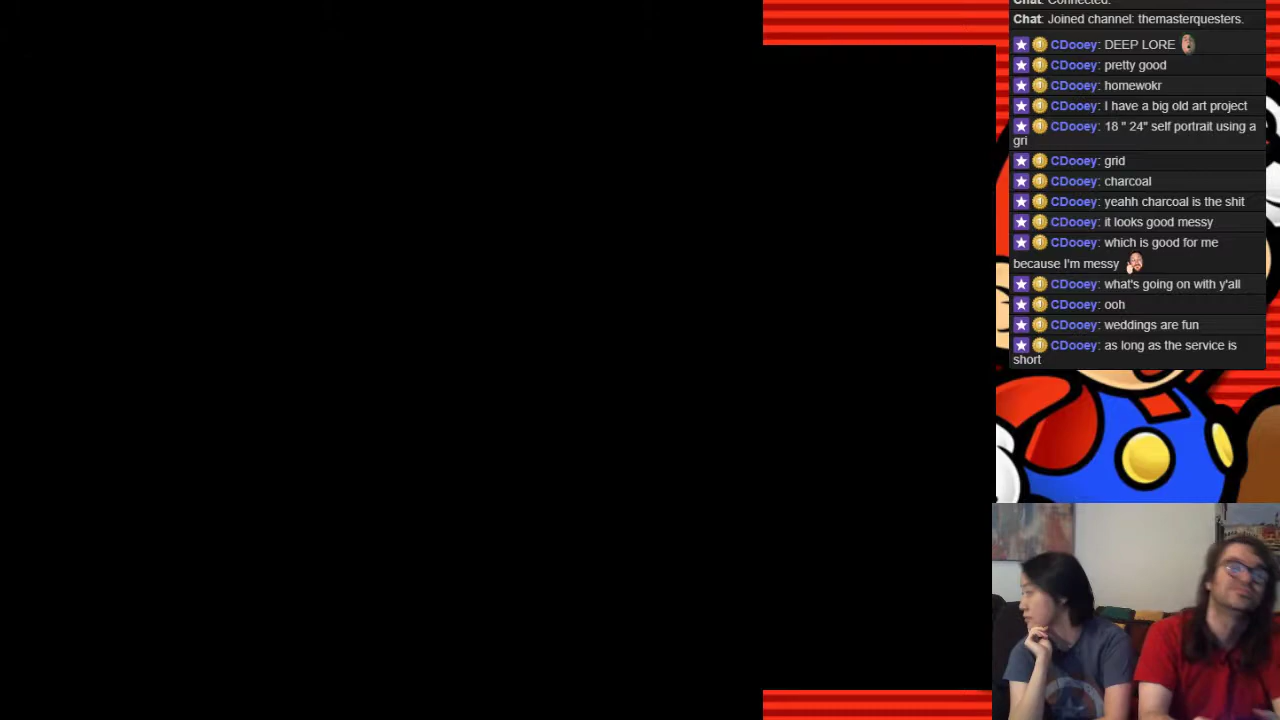 Chat: Connected.
Chat: Joined channel: themasterquesters.
CDooey: DEEP LORE
CDooey: pretty good
CDooey: homewokr
CDooey: I have a big old art project
CDooey: 18 " 24" self portrait using a
gri
CDooey: grid
CDooey: charcoal
CDooey: yeahh charcoal is the shit
CDooey: it looks good messy
CDooey: which is good for me
because I'm messy
CDooey: what's going on with y'all
CDooey: ooh
CDooey: weddings are fun
CDooey: as long as the service is
short